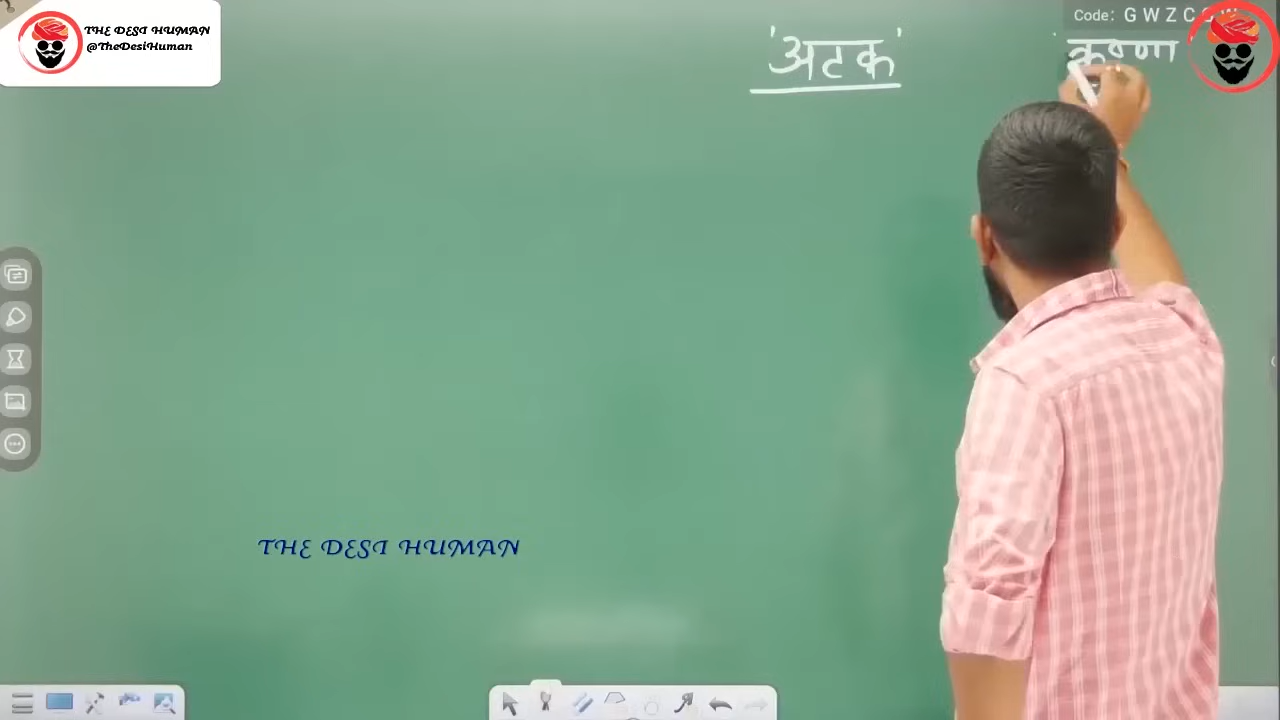 THE DESI HUMAN
@TheDesiHuman
Code: G W Z C
'अटक'
THE DESI HUMAN